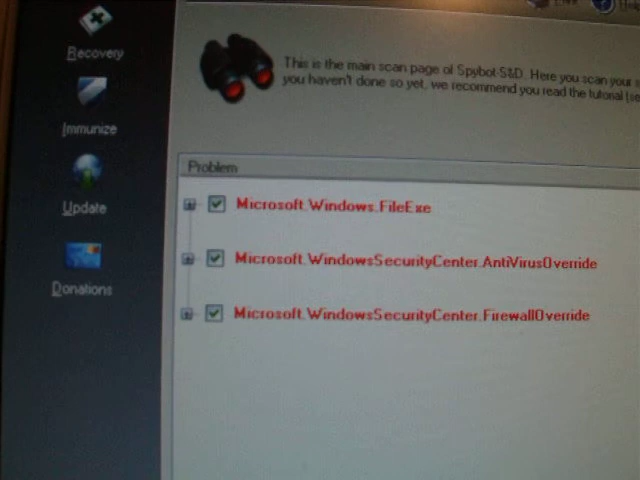 Recovery
This is the main scan page of Spybot-S&D. Here you scan your
you haven't done so yet, we recommend you read the tutorial
Immunize
Problem
Update
Microsoft.Windows.FileExe
Microsoft.WindowsSecurityCenter.AntiVirusOverride
Donations
Microsoft.WindowsSecurityCenter.FirewallOverride